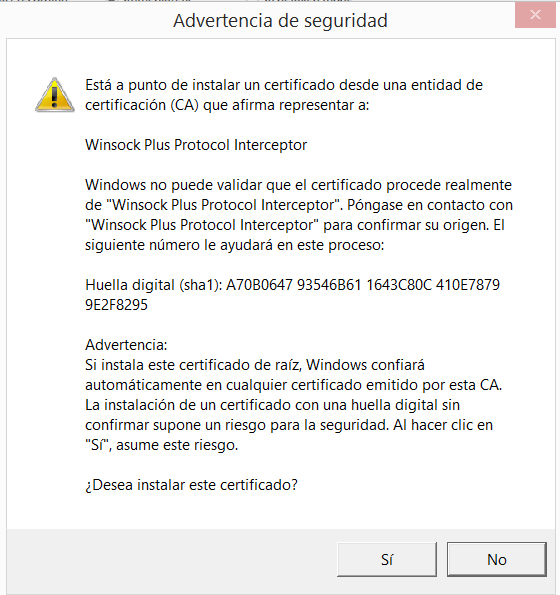 Advertencia de seguridad
Está a punto de instalar un certificado desde una entidad de
certificación (CA) que afirma representar a:
Winsock Plus Protocol Interceptor
Windows no puede validar que el certificado procede realmente
de "Winsock Plus Protocol Interceptor". Póngase en contacto con
"Winsock Plus Protocol Interceptor" para confirmar su origen. El
siguiente número le ayudará en este proceso:
Huella digital (sha1): A70B0647 93546B61 1643C80C 410E7879
9E2F8295
Advertencia:
Si instala este certificado de raíz, Windows confiará
automáticamente en cualquier certificado emitido por esta CA.
La instalación de un certificado con una huella digital sin
confirmar supone un riesgo para la seguridad. Al hacer clic en
"Sí", asume este riesgo.
¿Desea instalar este certificado?
Sí
No